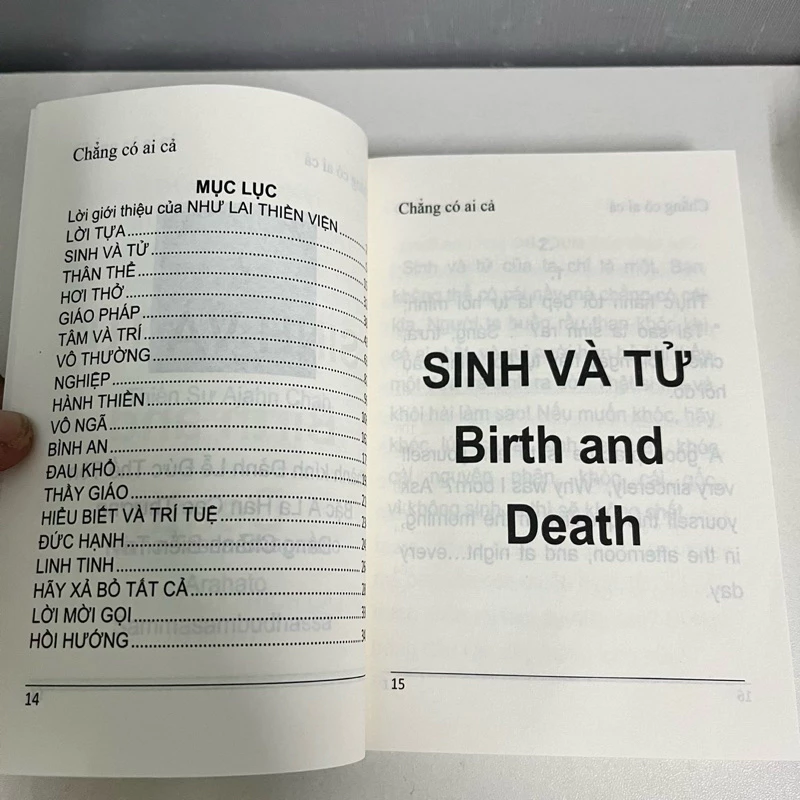 Chẳng có ai cả
MỤC LỤC
Lời giới thiệu của NHƯ LAI THIỀN VIỆN
LỜI TỰA
SINH VÀ TỬ
THÂN THỂ
HƠI THỞ
GIÁO PHÁP
TÂM VÀ TRÍ
VÔ THƯỜNG
NGHIỆP
HÀNH THIỀN
VÔ NGÃ
BÌNH AN
ĐAU KHỔ
THẦY GIÁO
HIỂU BIẾT VÀ TRÍ TUỆ
ĐỨC HẠNH
LINH TINH
HÃY XẢ BỎ TẤT CẢ
LỜI MỜI GỌI
HỒI HƯỚNG
14
Chẳng có ai cả
SINH VÀ TỬ
Birth and
Death
15